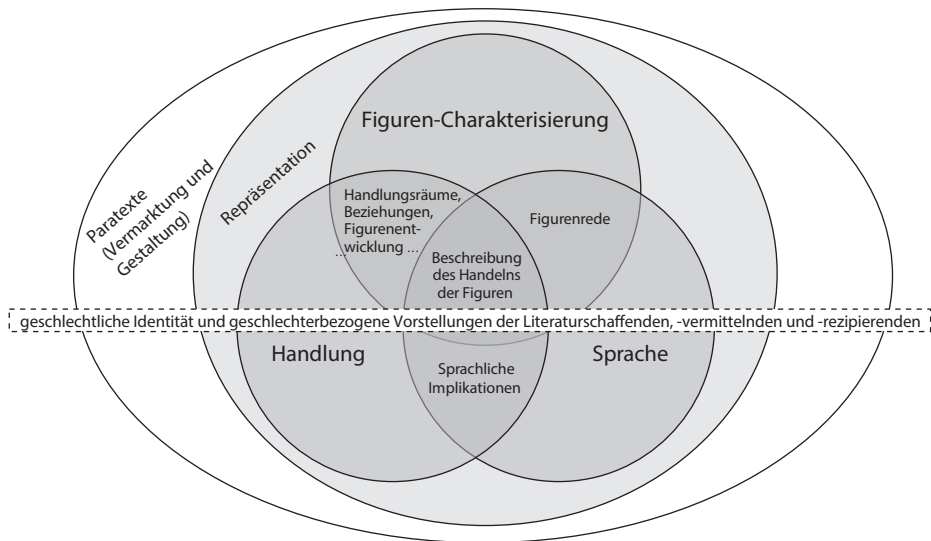 Figuren-Charakterisierung
Paratexte
(Vermarktung und
Gestaltung)
Repräsentation
Handlungsräume,
Beziehungen,
Figurenent-
...wicklung ...
Figurenrede
Beschreibung
des Handelns
der Figuren
geschlechtliche Identität und geschlechterbezogene Vorstellungen der Literaturschaffenden, -vermittelnden und -rezipierenden
Handlung
Sprache
Sprachliche
Implikationen